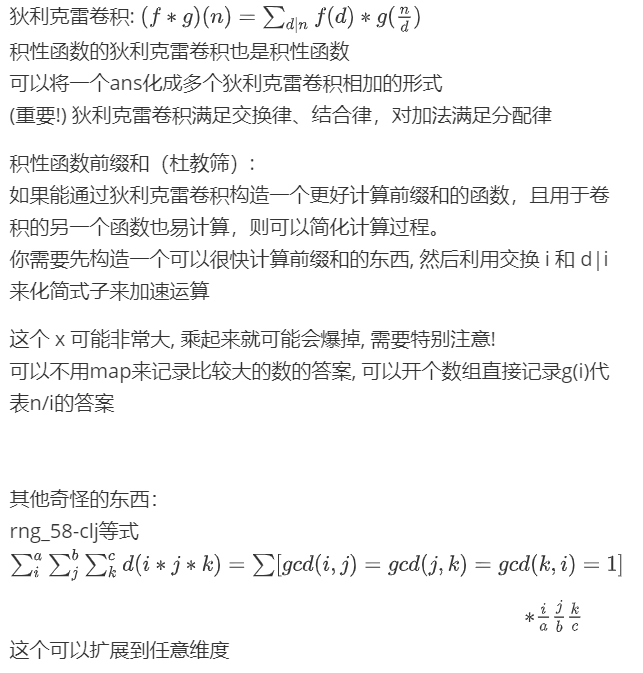 狄利克雷卷积: $(f * g)(n) = \sum_{d|n} f(d) * g(\frac{n}{d})$
积性函数的狄利克雷卷积也是积性函数
可以将一个ans化成多个狄利克雷卷积相加的形式
(重要!) 狄利克雷卷积满足交换律、结合律，对加法满足分配律
积性函数前缀和（杜教筛）:
如果能通过狄利克雷卷积构造一个更好计算前缀和的函数，且用于卷
积的另一个函数也易计算，则可以简化计算过程。
你需要先构造一个可以很快计算前缀和的东西, 然后利用交换 i 和 d|i
来化简式子来加速运算
这个 x 可能非常大, 乘起来就可能会爆掉, 需要特别注意!
可以不用map来记录比较大的数的答案, 可以开个数组直接记录g(i)代
表n/i的答案
其他奇怪的东西：
rng_58-clj等式
$\sum_i^a \sum_j^b \sum_k^c d(i * j * k) = \sum [gcd(i, j) = gcd(j, k) = gcd(k, i) = 1]$
$* \frac{i}{a} \frac{j}{b} \frac{k}{c}$
这个可以扩展到任意维度